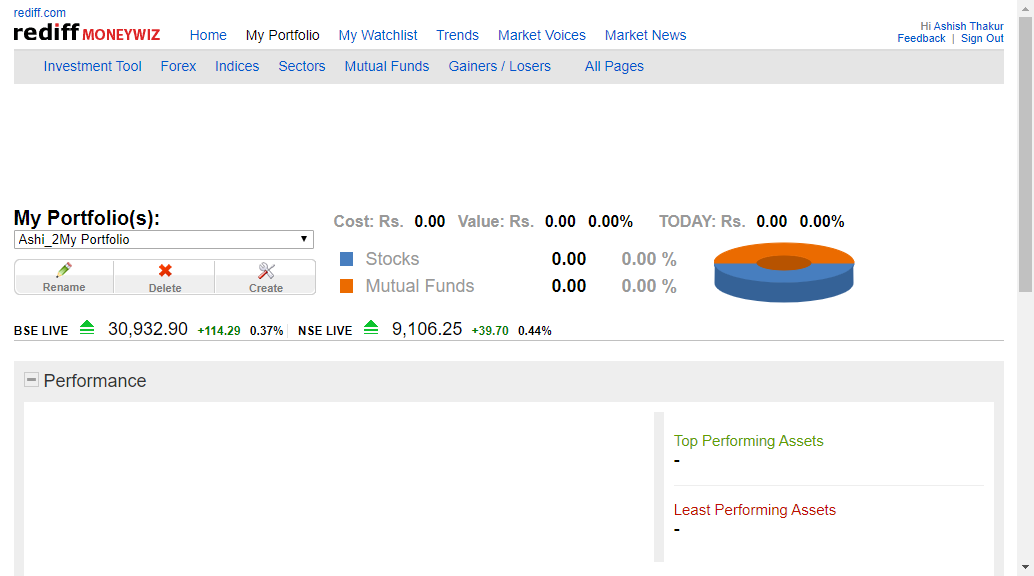 rediff.com
rediff MONEYWIZ Home My Portfolio My Watchlist Trends Market Voices Market News
Hi Ashish Thakur
Feedback | Sign Out
Investment Tool Forex Indices Sectors Mutual Funds Gainers / Losers All Pages
My Portfolio(s):
Ashi_2My Portfolio
Rename Delete Create
Cost: Rs. 0.00 Value: Rs. 0.00 0.00% TODAY: Rs. 0.00 0.00%
Stocks 0.00 0.00 %
Mutual Funds 0.00 0.00 %
BSE LIVE 30,932.90 +114.29 0.37% NSE LIVE 9,106.25 +39.70 0.44%
Performance
Top Performing Assets
-
Least Performing Assets
-